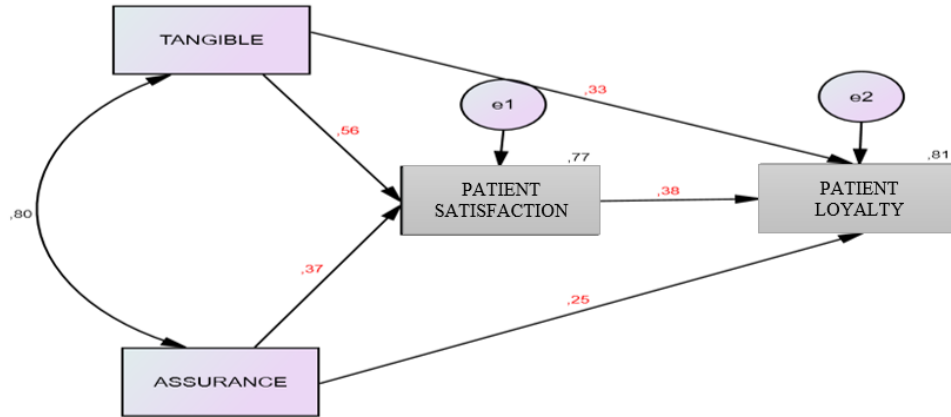 TANGIBLE
,33
e1
e2
,56
,77
,81
PATIENT
SATISFACTION
,38
PATIENT
LOYALTY
,80
,37
,25
ASSURANCE